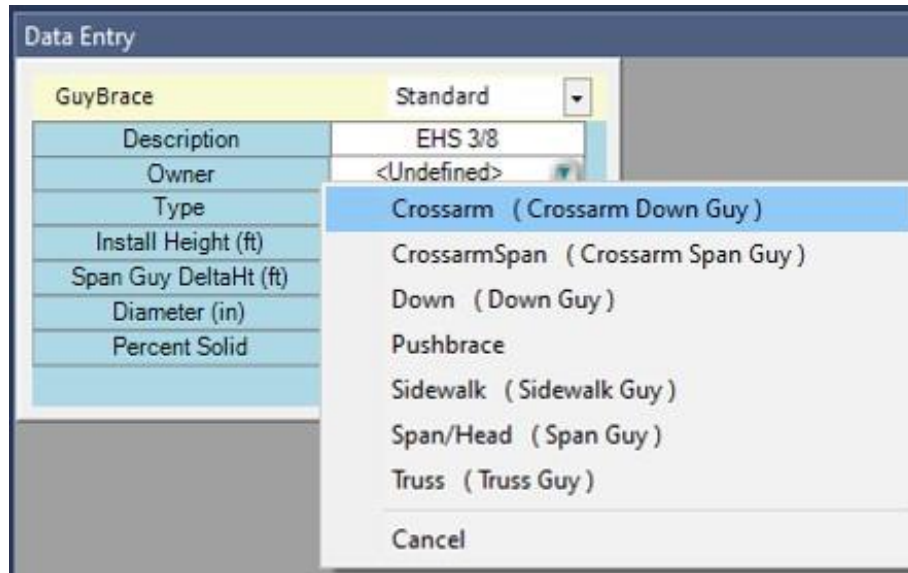 Data Entry
GuyBrace Standard
Description EHS 3/8
Owner <Undefined>
Type
Install Height (ft)
Span Guy DeltaHt (ft)
Diameter (in)
Percent Solid
Crossarm ( Crossarm Down Guy )
CrossarmSpan ( Crossarm Span Guy )
Down ( Down Guy )
Pushbrace
Sidewalk ( Sidewalk Guy )
Span/Head ( Span Guy )
Truss ( Truss Guy )
Cancel